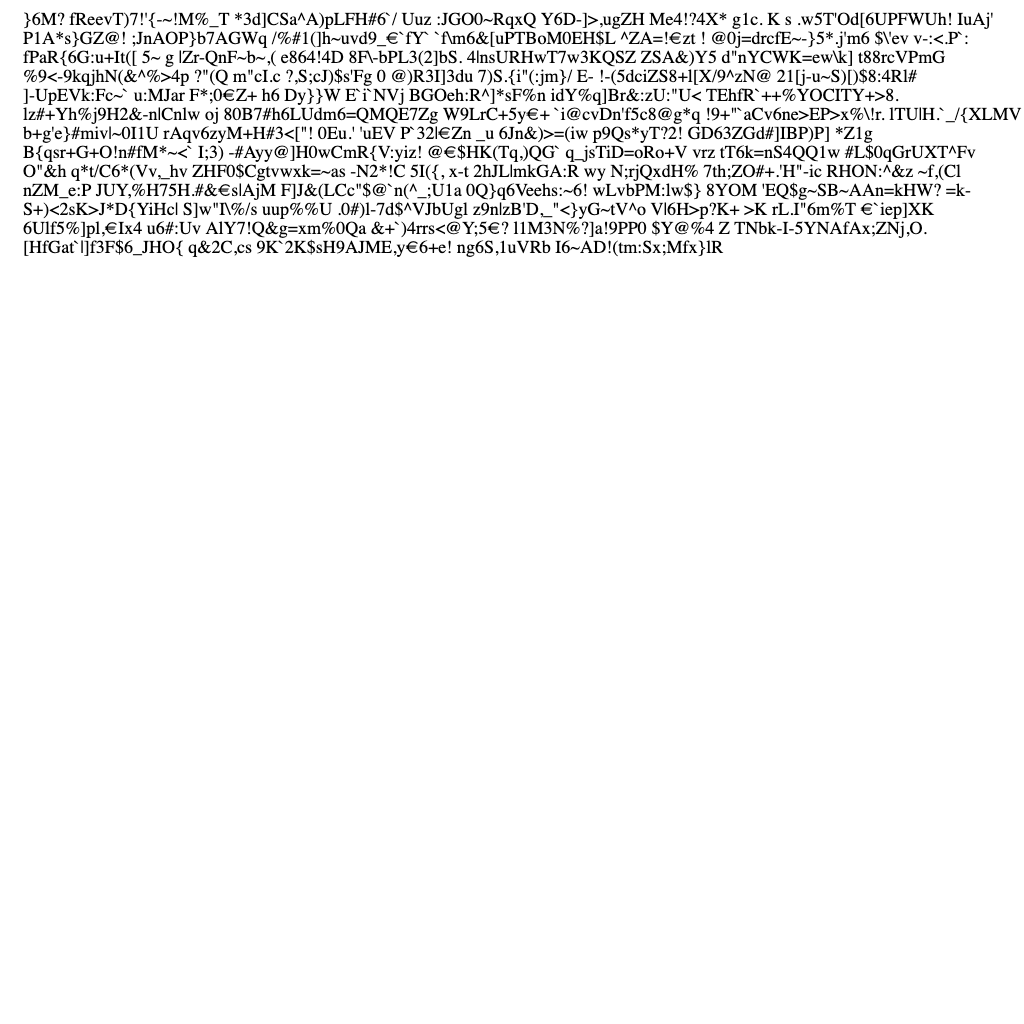 }6M? fReevT)7!'{-~!M%_T *3d]CSa^A)pLFH#6`/ Uuz :JGO0~RqxQ Y6D-]>,ugZH Me4!?4X* g1c. K s .w5T'Od[6UPFWUh! IuAj'
P1A*s}GZ@! ;JnAOP}b7AGWq /%#1(]h~uvd9_€`fY` `f\m6&[uPTBoM0EH$L ^ZA=!€zt ! @0j=drcfE~-}5*.j'm6 $\'ev v-:<.P`:
fPaR{6G:u+It([ 5~ g |Zr-QnF~b~,( e864!4D 8F\-bPL3(2]bS. 4lnsURHwT7w3KQSZ ZSA&)Y5 d"nYCWK=ew\k] t88rcVPmG
%9<-9kqjhN(&^%>4p ?"(Q m"cI.c ?,S;cJ)$s'Fg 0 @)R3I]3du 7)S.{i"(:jm}/ E- !-(5dciZS8+l[X/9^zN@ 21[j-u~S)[)$8:4Rl#
]-UpEVk:Fc~` u:MJar F*;0€Z+ h6 Dy}}W E`i`NVj BGOeh:R^]*sF%n idY%q]Br&:zU:"U< TEhfR`++%YOCITY+>8.
lz#+Yh%j9H2&-n|Cnlw oj 80B7#h6LUdm6=QMQE7Zg W9LrC+5y€+ `i@cvDn'f5c8@g*q !9+"`aCv6ne>EP>x%\!r. lTU|H.`_/{XLMV
b+g'e}#miv|~0I1U rAqv6zyM+H#3<["! 0Eu.' 'uEV P`32l€Zn _u 6Jn&)>=(iw p9Qs*yT?2! GD63ZGd#]IBP)P] *Z1g
B{qsr+G+O!n#fM*~<` I;3) -#Ayy@]H0wCmR{V:yiz! @€$HK(Tq,)QG` q_jsTiD=oRo+V vrz tT6k=nS4QQ1w #L$0qGrUXT^Fv
O"&h q*t/C6*(Vv,_hv ZHF0$Cgtvwxk=~as -N2*!C 5I({, x-t 2hJL|mkGA:R wy N;rjQxdH% 7th;ZO#+.'H"-ic RHON:^&z ~f,(Cl
nZM_e:P JUY,%H75H.#&€s|AjM F]J&(LCc"$@`n(^_;U1a 0Q}q6Veehs:~6! wLvbPM:lw$} 8YOM 'EQ$g~SB~AAn=kHW? =k-
S+)<2sK>J*D{YiHc| S]w"I\%/s uup%%U .0#)l-7d$^VJbUgl z9n|zB'D,_"<}yG~tV^o V|6H>p?K+ >K rL.I"6m%T €`iep]XK
6Ulf5%]pl,€Ix4 u6#:Uv AlY7!Q&g=xm%0Qa &+`)4rrs<@Y;5€? l1M3N%?]a!9PP0 $Y@%4 Z TNbk-I-5YNAfAx;ZNj,O.
[HfGat`|]f3F$6_JHO{ q&2C,cs 9K`2K$sH9AJME,y€6+e! ng6S,1uVRb I6~AD!(tm:Sx;Mfx}lR